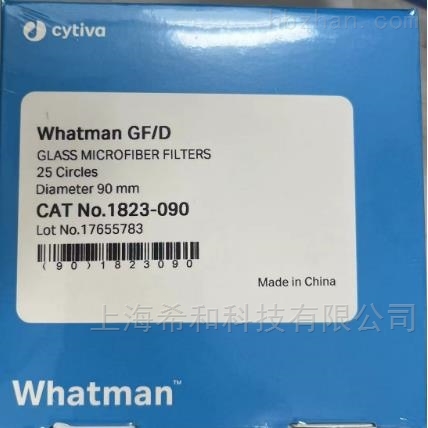 cytiva
Whatman GF/D
GLASS MICROFIBER FILTERS
25 Circles
Diameter 90 mm
CAT No.1823-090
Lot No.17655783
(90)1823090
Made in China
上海希和科技有限公司
Whatman™